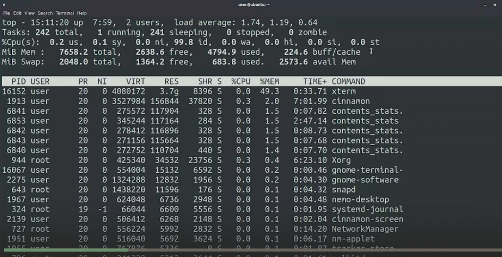 File Edit View Search Terminal Help
top - 15:11:20 up 7:59, 2 users, load average: 1.74, 1.19, 0.64
Tasks: 242 total, 1 running, 241 sleeping, 0 stopped, 0 zombie
%Cpu(s): 0.2 us, 0.1 sy, 0.0 ni, 99.8 id, 0.0 wa, 0.0 hi, 0.0 si, 0.0 st
MiB Mem : 7658.2 total, 2638.6 free, 4794.9 used, 224.6 buff/cache
MiB Swap: 2048.0 total, 1364.2 free, 683.8 used. 2573.6 avail Mem
PID USER PR NI VIRT RES SHR S %CPU %MEM TIME+ COMMAND
16152 user 20 0 4080172 3.7g 8396 S 0.0 49.3 0:33.71 xterm
1913 user 20 0 3527984 156844 37820 S 0.3 2.0 7:01.99 cinnamon
6841 user 20 0 275572 117904 328 S 0.0 1.5 0:07.82 contents_stats.
6853 user 20 0 345244 117164 284 S 0.0 1.5 2:47.14 contents_stats.
6842 user 20 0 278412 116896 328 S 0.0 1.5 0:08.73 contents_stats.
6843 user 20 0 271156 115664 328 S 0.0 1.5 0:07.68 contents_stats.
6840 user 20 0 272752 110704 440 S 0.0 1.4 0:07.70 contents_stats.
944 root 20 0 425340 34532 23756 S 0.3 0.4 6:23.10 Xorg
16067 user 20 0 554004 15132 6592 S 0.0 0.2 0:00.46 gnome-terminal-
2275 user 20 0 1324288 12832 1956 S 0.0 0.2 0:04.30 gnome-software
643 root 20 0 1438220 11596 176 S 0.0 0.1 0:04.32 snapd
1967 user 20 0 624048 6736 2948 S 0.0 0.1 0:04.48 nemo-desktop
324 root 19 -1 66044 6600 5556 S 0.0 0.1 0:01.95 systemd-journal
2139 user 20 0 506412 6268 2148 S 0.0 0.1 0:02.04 cinnamon-screen
727 root 20 0 556224 5992 2832 S 0.0 0.1 0:14.20 NetworkManager
1951 user 20 0 516040 5692 3624 S 0.0 0.1 0:06.17 nm-applet